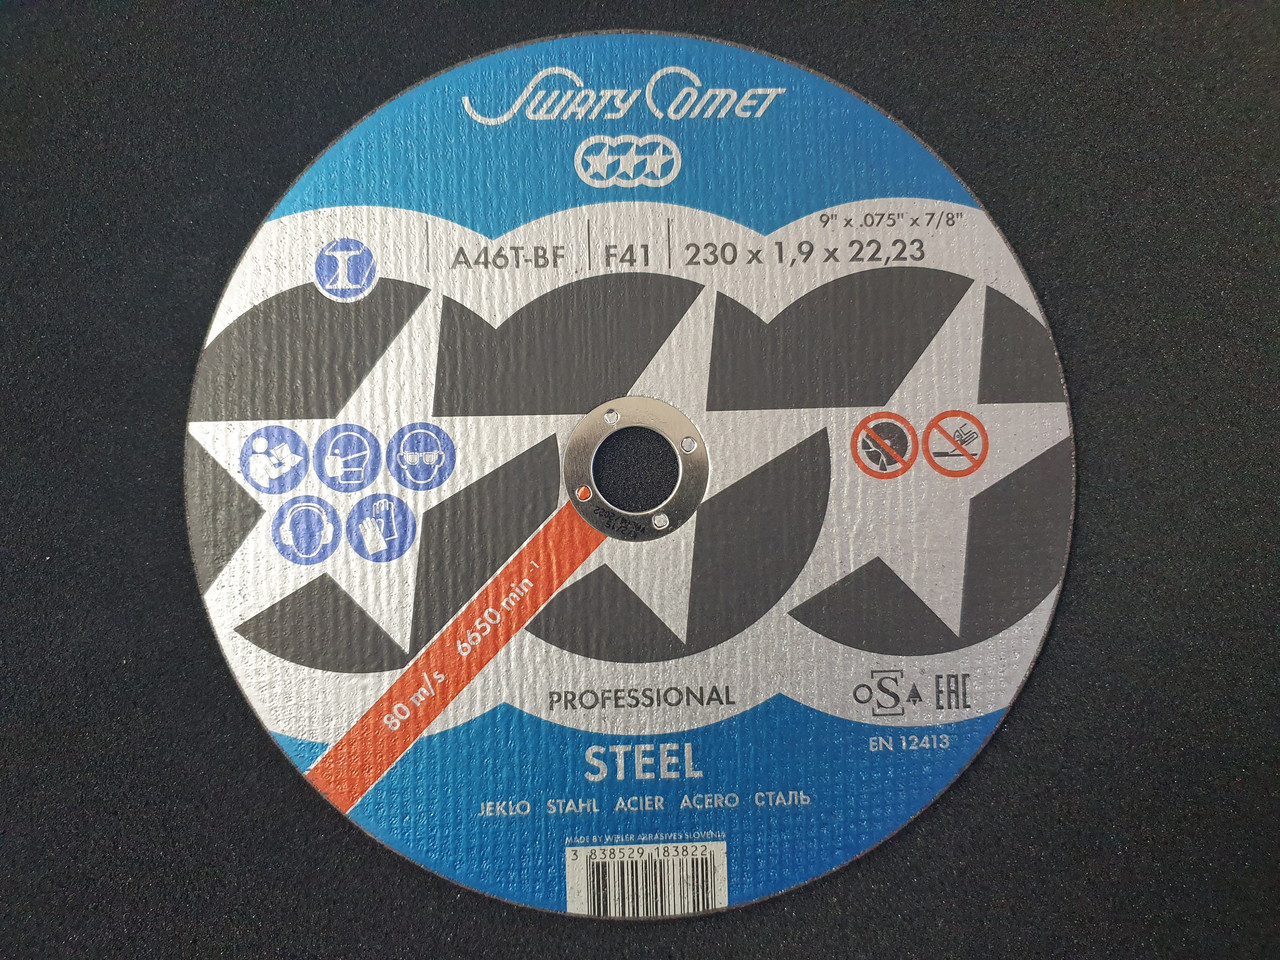 SWATY COMET
9" x .075" x 7/8"
A46T-BF F41 230 x 1,9 x 22,23
80 m/s 6650 min⁻¹
PROFESSIONAL
S EAC
EN 12413
STEEL
JEKLO STAHL ACIER ACERO СТАЛЬ
MADE BY WEILER ABRASIVES SLOVENIA
3 838529 183822